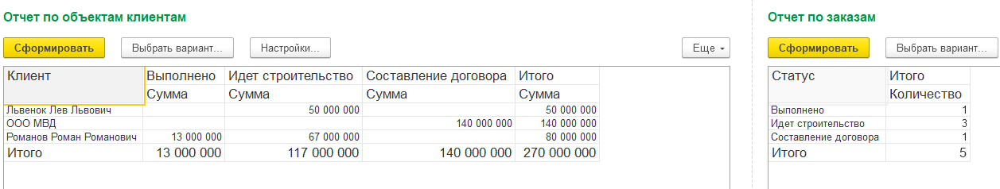 Отчет по объектам клиентам
Сформировать Выбрать вариант... Настройки... Еще
Клиент Выполнено Идет строительство Составление договора Итого
Сумма Сумма Сумма Сумма
Львенок Лев Львович 50 000 000 50 000 000
ООО МВД 140 000 000 140 000 000
Романов Роман Романович 13 000 000 67 000 000 80 000 000
Итого 13 000 000 117 000 000 140 000 000 270 000 000
Отчет по заказам
Сформировать Выбрать вариант...
Статус Итого
Количество
Выполнено 1
Идет строительство 3
Составление договора 1
Итого 5